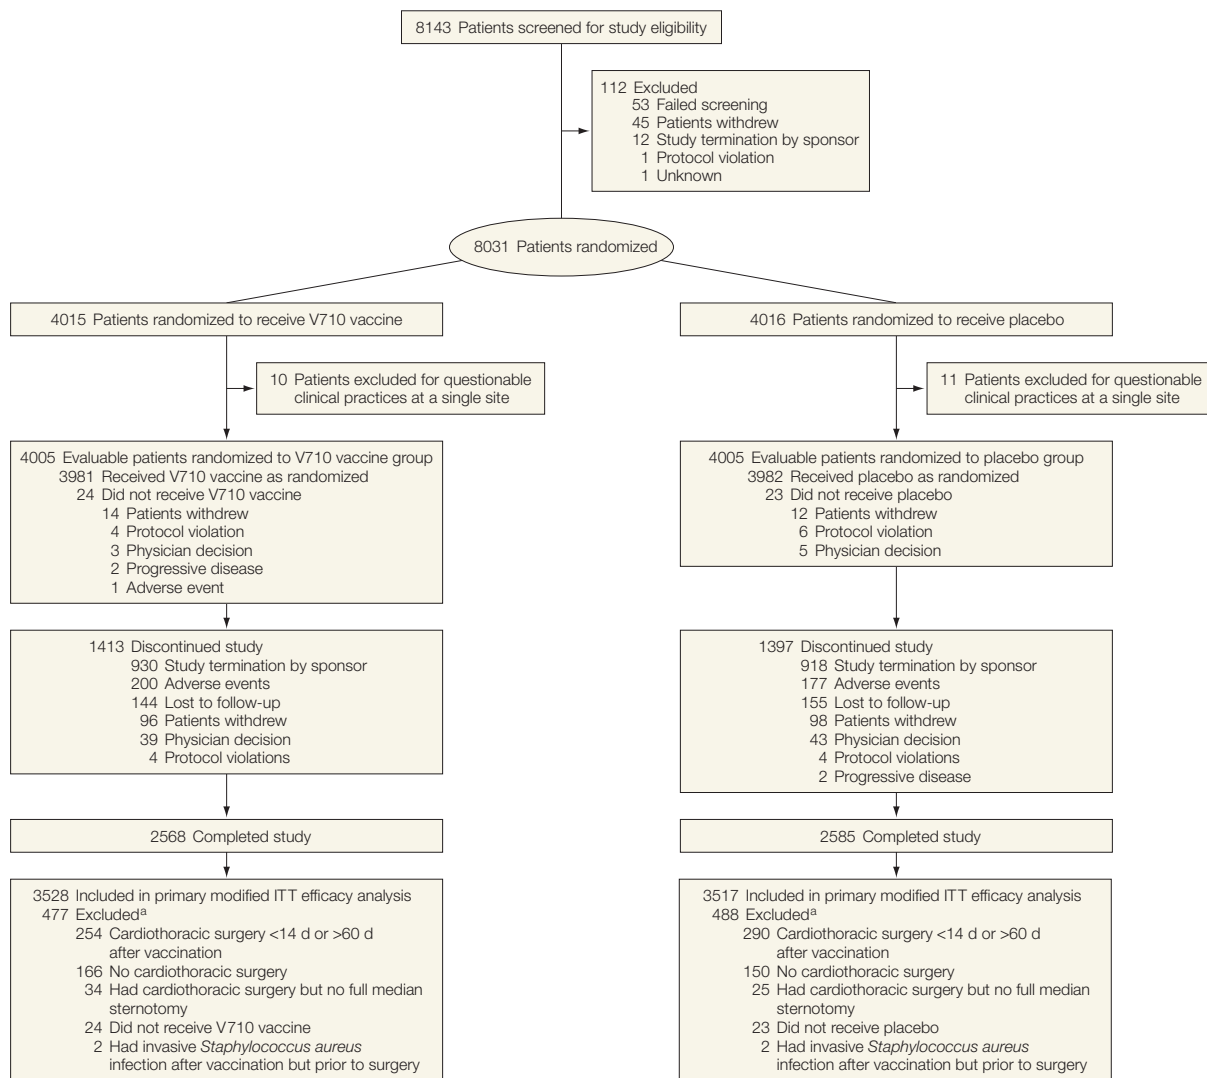 8143 Patients screened for study eligibility
112 Excluded
53 Failed screening
45 Patients withdrew
12 Study termination by sponsor
1 Protocol violation
1 Unknown
8031 Patients randomized
4015 Patients randomized to receive V710 vaccine
10 Patients excluded for questionable
clinical practices at a single site
4005 Evaluable patients randomized to V710 vaccine group
3981 Received V710 vaccine as randomized
24 Did not receive V710 vaccine
14 Patients withdrew
4 Protocol violation
3 Physician decision
2 Progressive disease
1 Adverse event
1413 Discontinued study
930 Study termination by sponsor
200 Adverse events
144 Lost to follow-up
96 Patients withdrew
39 Physician decision
4 Protocol violations
2568 Completed study
3528 Included in primary modified ITT efficacy analysis
477 Excludedᵃ
254 Cardiothoracic surgery <14 d or >60 d
after vaccination
166 No cardiothoracic surgery
34 Had cardiothoracic surgery but no full median
sternotomy
24 Did not receive V710 vaccine
2 Had invasive Staphylococcus aureus
infection after vaccination but prior to surgery
4016 Patients randomized to receive placebo
11 Patients excluded for questionable
clinical practices at a single site
4005 Evaluable patients randomized to placebo group
3982 Received placebo as randomized
23 Did not receive placebo
12 Patients withdrew
6 Protocol violation
5 Physician decision
1397 Discontinued study
918 Study termination by sponsor
177 Adverse events
155 Lost to follow-up
98 Patients withdrew
43 Physician decision
4 Protocol violations
2 Progressive disease
2585 Completed study
3517 Included in primary modified ITT efficacy analysis
488 Excludedᵃ
290 Cardiothoracic surgery <14 d or >60 d
after vaccination
150 No cardiothoracic surgery
25 Had cardiothoracic surgery but no full median
sternotomy
23 Did not receive placebo
2 Had invasive Staphylococcus aureus
infection after vaccination but prior to surgery